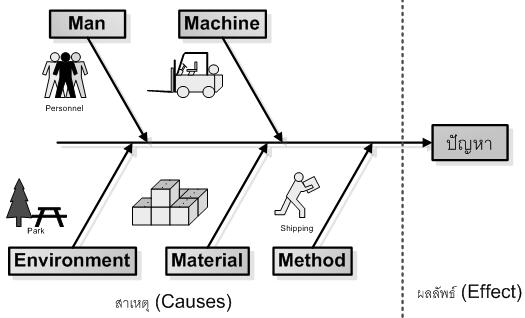 Man
Machine
Personnel
ปัญหา
Park
Shipping
Environment
Material
Method
สาเหตุ (Causes)
ผลลัพธ์ (Effect)